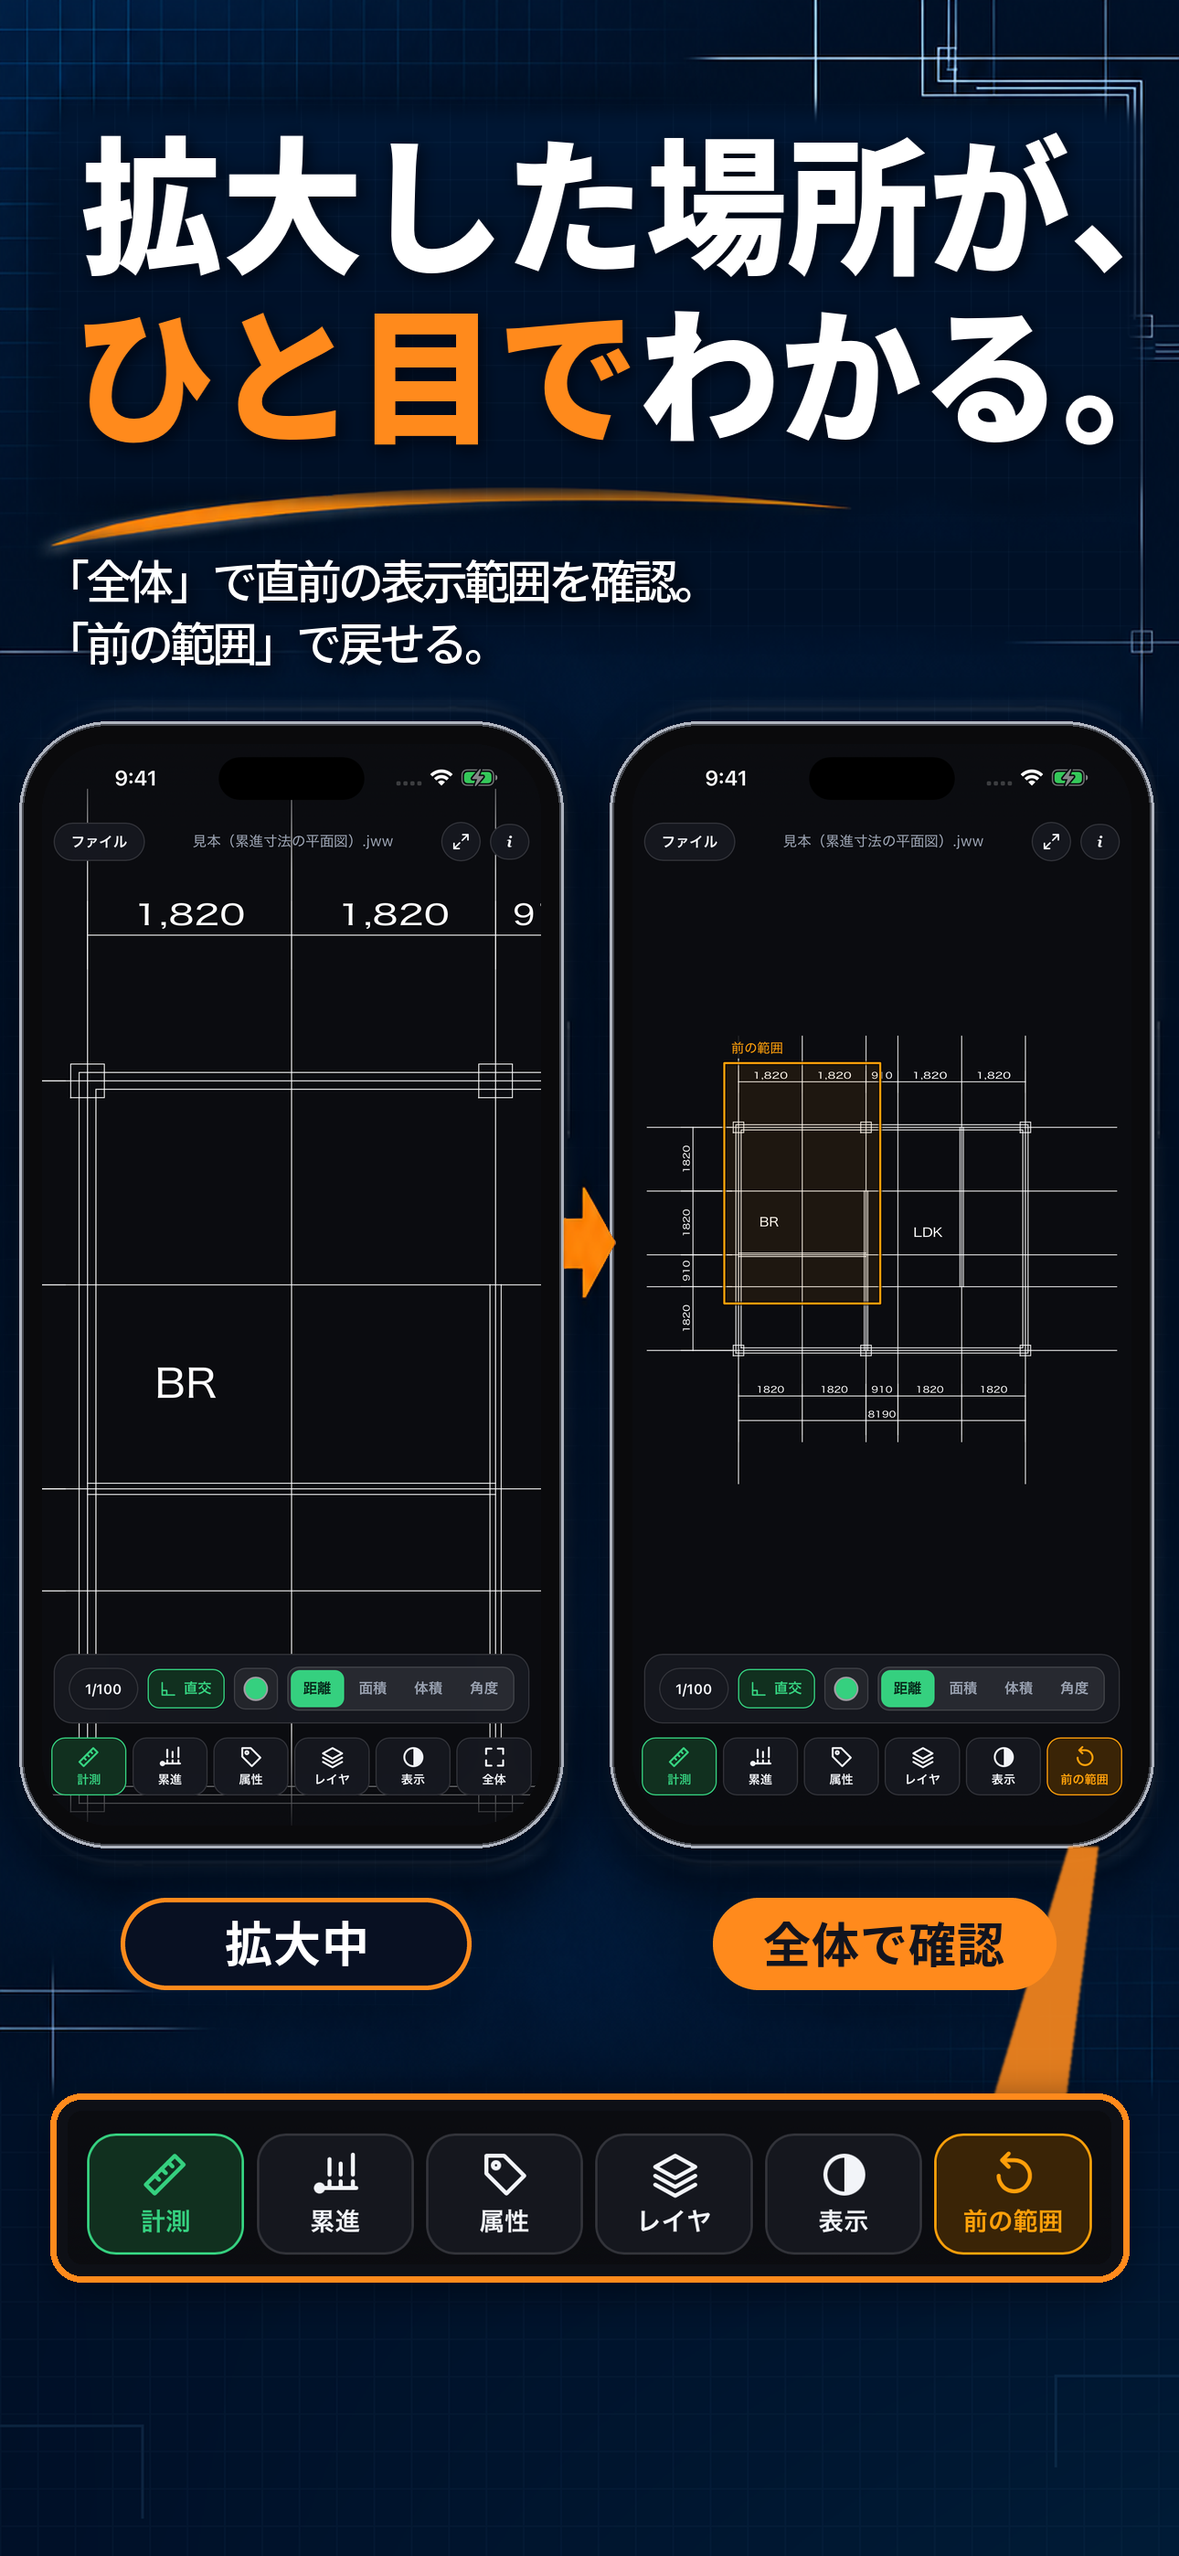 拡大した場所が、
ひと目でわかる。
「全体」で直前の表示範囲を確認。
「前の範囲」で戻せる。
9:41
ファイル
見本（累進寸法の平面図）.jww
i
1,820
1,820
91
BR
1/100
直交
距離
面積
体積
角度
計測
累進
属性
レイヤ
表示
全体
9:41
ファイル
見本（累進寸法の平面図）.jww
i
前の範囲
1,820
1,820
910
1,820
1,820
1820
1820
910
1820
BR
LDK
1820
1820
910
1820
1820
8190
1/100
直交
距離
面積
体積
角度
計測
累進
属性
レイヤ
表示
前の範囲
拡大中
全体で確認
計測
累進
属性
レイヤ
表示
前の範囲